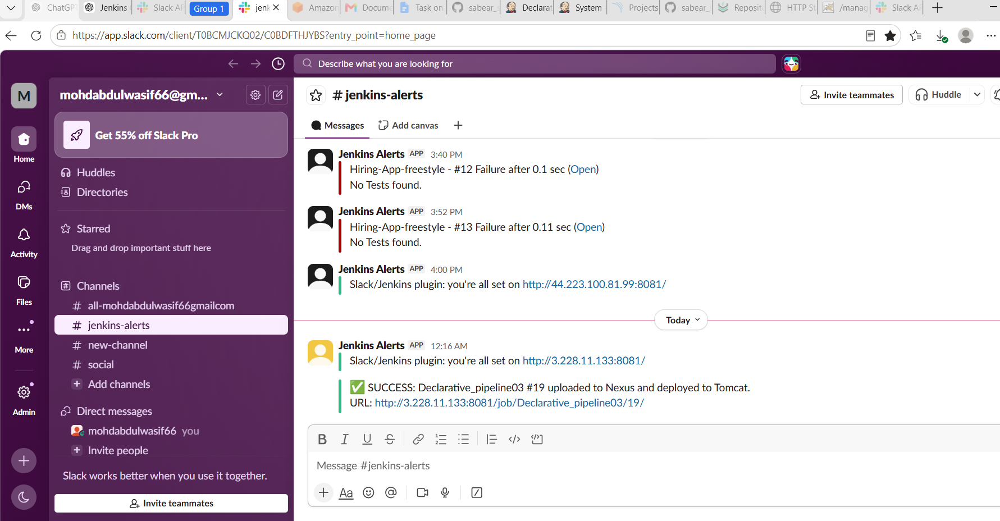 ChatGPT
Jenkins
Slack AP
Group 1
jenk
Amazon
Docume
Task on
sabear_s
Declarat
System
Projects
sabear_s
Reposit
HTTP St
/manag
Slack AP
https://app.slack.com/client/T0BCMJCKQ02/C0BDFTHJYBS?entry_point=home_page
Describe what you are looking for
M
Home
DMs
Activity
Files
More
Admin
mohdabdulwasif66@gm...
Get 55% off Slack Pro
Huddles
Directories
Starred
Drag and drop important stuff here
Channels
# all-mohdabdulwasif66gmailcom
# jenkins-alerts
# new-channel
# social
+ Add channels
Direct messages
mohdabdulwasif66 you
+ Invite people
Slack works better when you use it together.
Invite teammates
# jenkins-alerts
Invite teammates
Huddle
Messages
Add canvas
Jenkins Alerts APP 3:40 PM
Hiring-App-freestyle - #12 Failure after 0.1 sec (Open)
No Tests found.
Jenkins Alerts APP 3:52 PM
Hiring-App-freestyle - #13 Failure after 0.11 sec (Open)
No Tests found.
Jenkins Alerts APP 4:00 PM
Slack/Jenkins plugin: you're all set on http://44.223.100.81.99:8081/
Today
Jenkins Alerts APP 12:16 AM
Slack/Jenkins plugin: you're all set on http://3.228.11.133:8081/
✅ SUCCESS: Declarative_pipeline03 #19 uploaded to Nexus and deployed to Tomcat.
URL: http://3.228.11.133:8081/job/Declarative_pipeline03/19/
B I U S
Message #jenkins-alerts
Aa